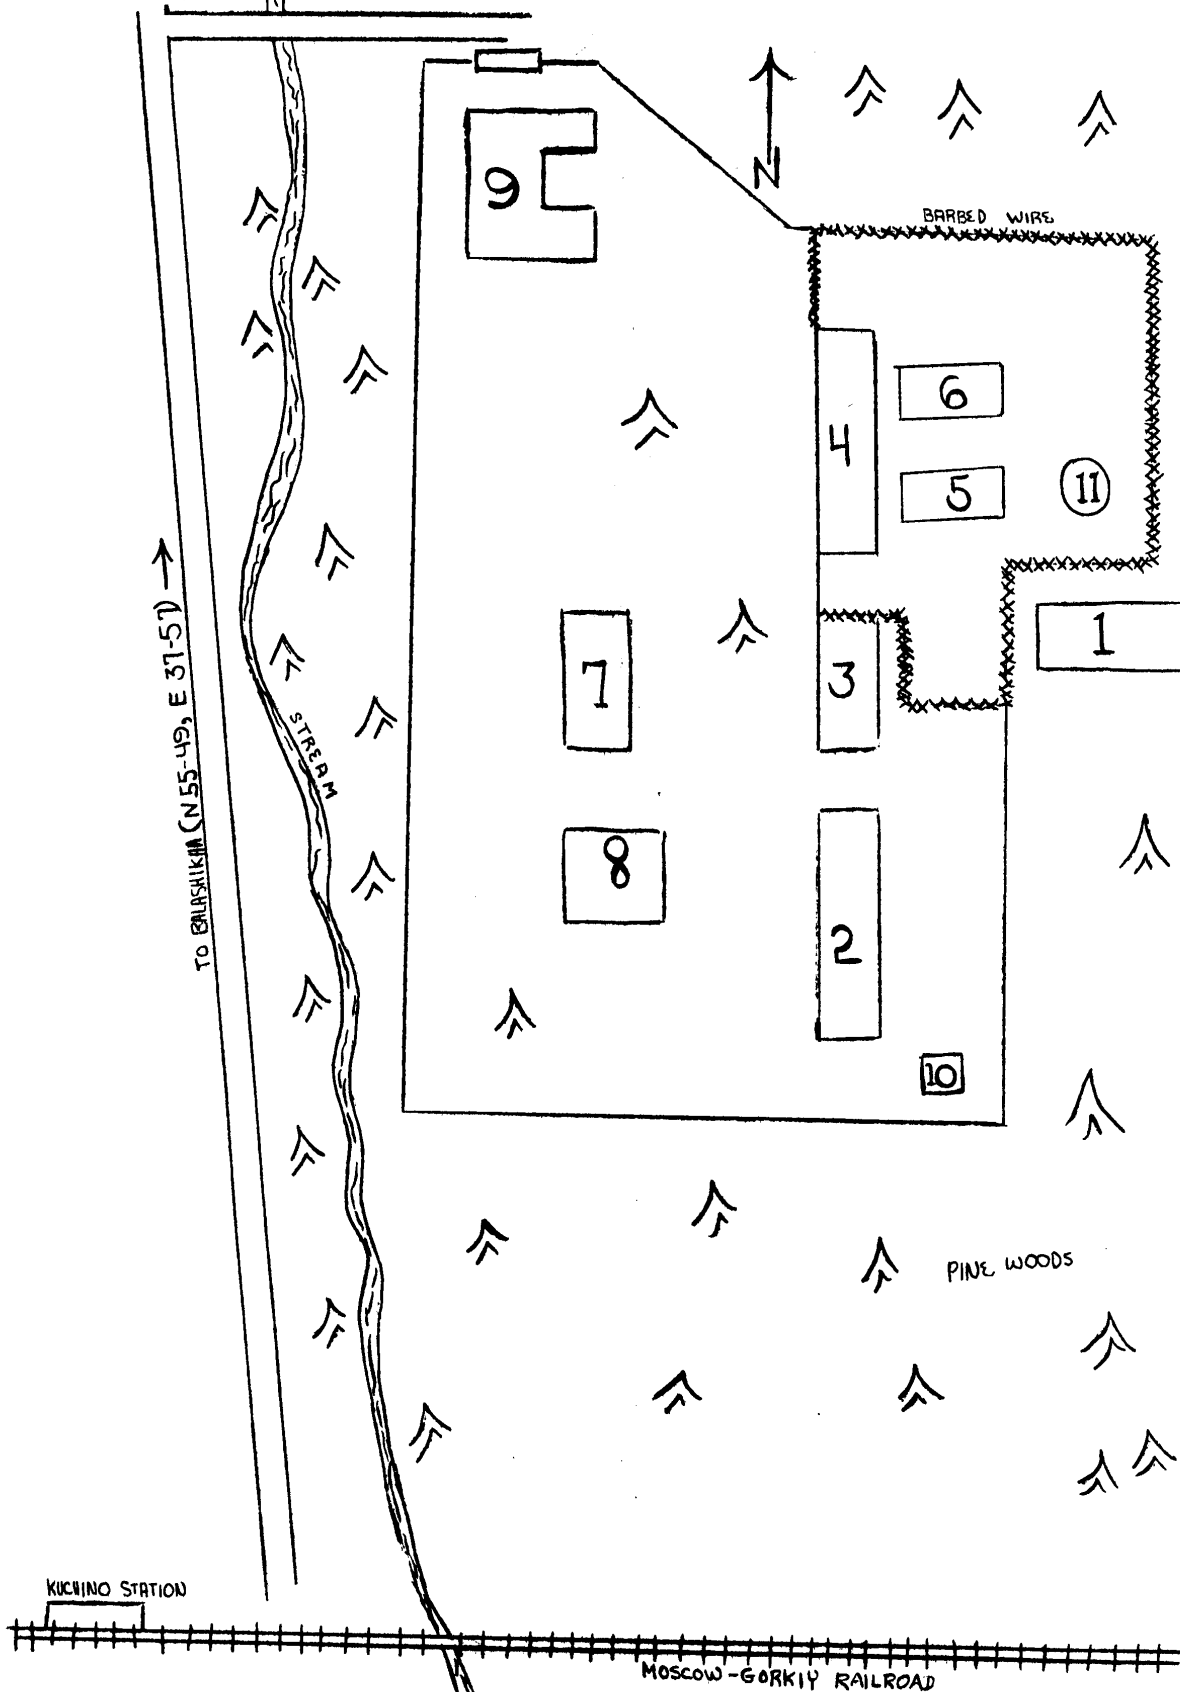 N
BARBED WIRE
9
6
4
5
11
1
7
3
8
2
10
TO BALASHIKHA (N 55-49, E 37-57)
STREAM
PINE WOODS
KUCHINO STATION
MOSCOW-GORKIY RAILROAD